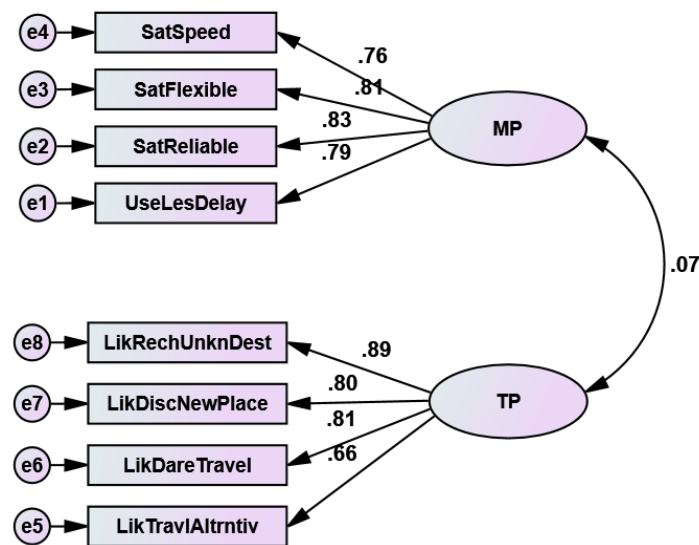 e4 SatSpeed
.76
e3 SatFlexible
.81
MP
e2 SatReliable
.83
.79
e1 UseLesDelay
.07
e8 LikRechUnknDest
.89
e7 LikDiscNewPlace
.80
TP
.81
e6 LikDareTravel
.66
e5 LikTravlAltrntiv